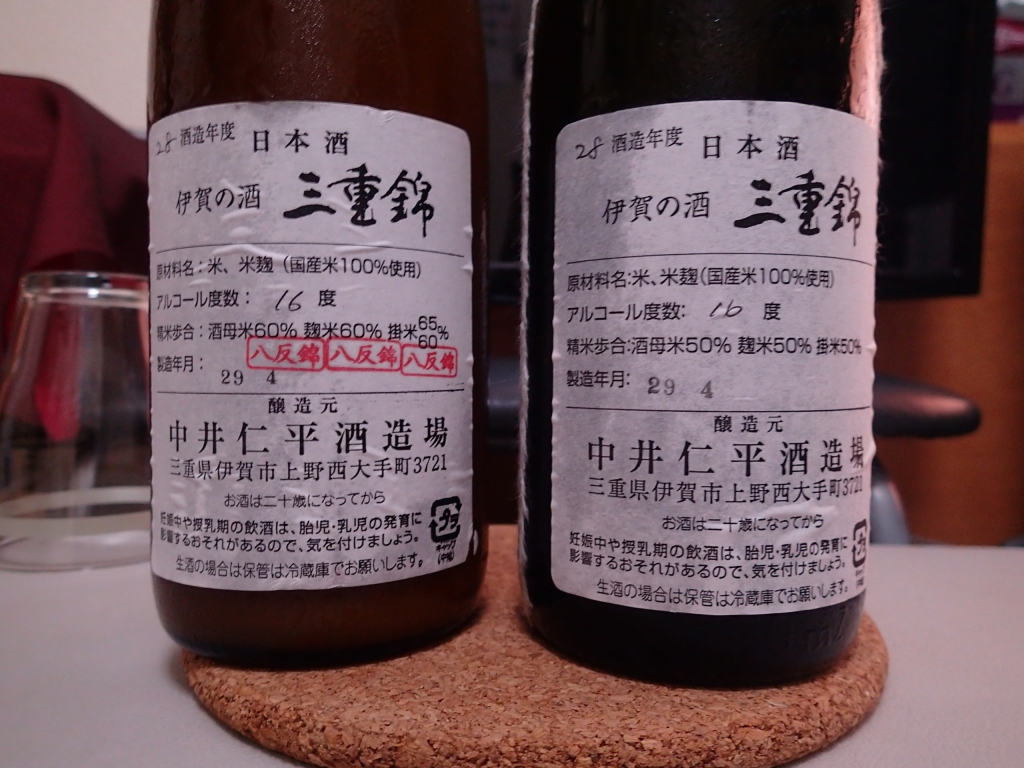 28 酒造年度 日本酒
伊賀の酒 三重錦
原材料名：米、米麹（国産米100%使用）
アルコール度数： 16 度
精米歩合：酒母米60% 麹米60% 掛米65%
60
八反錦 八反錦 八反錦
製造年月： 29 4
醸造元
中井仁平酒造場
三重県伊賀市上野西大手町3721
お酒は二十歳になってから
妊娠中や授乳期の飲酒は、胎児・乳児の発育に
影響するおそれがあるので、気を付けましょう。
生酒の場合は保管は冷蔵庫でお願いします。
28 酒造年度 日本酒
伊賀の酒 三重錦
原材料名:米、米麹（国産米100%使用）
アルコール度数: 16 度
精米歩合:酒母米50% 麹米50% 掛米50%
製造年月: 29 4
醸造元
中井仁平酒造場
三重県伊賀市上野西大手町3721
お酒は二十歳になってから
妊娠中や授乳期の飲酒は、胎児・乳児の発育に
影響するおそれがあるので、気を付けましょう。
生酒の場合は保管は冷蔵庫でお願いします。